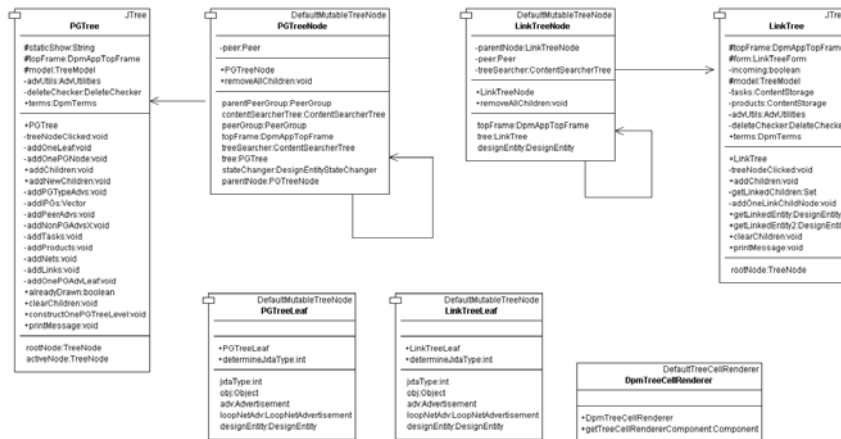 JTree
PGTree
#staticShow:String
#topFrame:DpmAppTopFrame
#model:TreeModel
-advUtils:AdvUtilities
-deleteChecker:DeleteChecker
+terms:DpmTerms
+PGTree
-treeNodeClicked:void
-addOneLeaf:void
-addOnePGNode:void
+addChildren:void
+addNewChildren:void
-addPGTypeAdvs:void
-addIPGs:Vector
-addPeerAdvs:void
-addNonPGAdvsX:void
-addTasks:void
-addProducts:void
-addNets:void
-addLinks:void
-addOnePGAdvLeaf:void
+alreadyDrawn:boolean
+clearChildren:void
+constructOnePGTreeLevel:void
+printMessage:void
rootNode:TreeNode
activeNode:TreeNode
DefaultMutableTreeNode
PGTreeNode
-peer:Peer
+PGTreeNode
+removeAllChildren:void
parentPeerGroup:PeerGroup
contentSearcherTree:ContentSearcherTree
peerGroup:PeerGroup
topFrame:DpmAppTopFrame
treeSearcher:ContentSearcherTree
tree:PGTree
stateChanger:DesignEntityStateChanger
parentNode:PGTreeNode
DefaultMutableTreeNode
LinkTreeNode
-parentNode:LinkTreeNode
-peer:Peer
-treeSearcher:ContentSearcherTree
+LinkTreeNode
+removeAllChildren:void
topFrame:DpmAppTopFrame
tree:LinkTree
designEntity:DesignEntity
JTre
LinkTree
#topFrame:DpmAppTopFrame
#form:LinkTreeForm
-incoming:boolean
#model:TreeModel
-tasks:ContentStorage
-products:ContentStorage
-advUtils:AdvUtilities
-deleteChecker:DeleteChecke
+terms:DpmTerms
+LinkTree
-treeNodeClicked:void
+addChildren:void
-getLinkedChildren:Set
-addOneLinkChildNode:void
+getLinkedEntity:DesignEntity
+getLinkedEntity2:DesignEntit
+clearChildren:void
+printMessage:void
rootNode:TreeNode
DefaultMutableTreeNode
PGTreeLeaf
+PGTreeLeaf
+determineJxtaType:int
jxtaType:int
obj:Object
adv:Advertisement
loopNetAdv:LoopNetAdvertisement
designEntity:DesignEntity
DefaultMutableTreeNode
LinkTreeLeaf
+LinkTreeLeaf
+determineJxtaType:int
jxtaType:int
obj:Object
adv:Advertisement
loopNetAdv:LoopNetAdvertisement
designEntity:DesignEntity
DefaultTreeCellRenderer
DpmTreeCellRenderer
+DpmTreeCellRenderer
+getTreeCellRendererComponent:Component